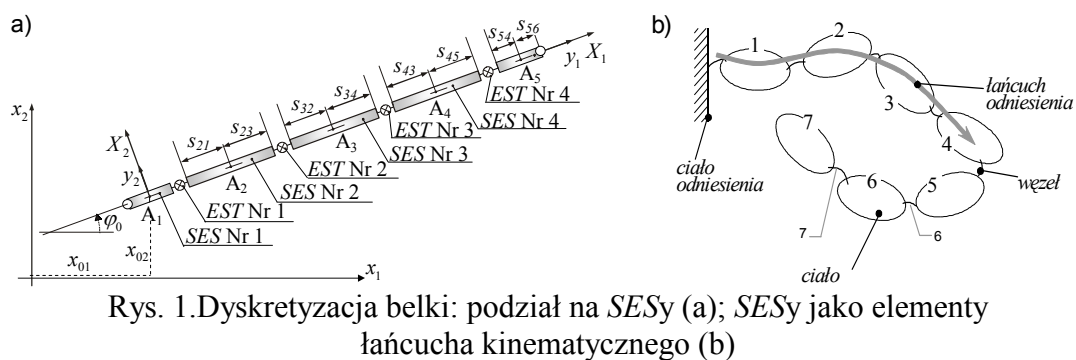 a)
x₂
X₂
y₂
s₂₁
s₂₃
s₃₂
s₃₄
s₄₃
s₄₅
s₅₄
s₅₆
y₁
X₁
A₁
A₂
A₃
A₄
A₅
EST Nr 4
SES Nr 4
EST Nr 3
SES Nr 3
EST Nr 2
SES Nr 2
EST Nr 1
SES Nr 1
φ₀
x₀₂
x₀₁
x₁
b)
1
2
3
4
5
6
7
łańcuch
odniesienia
ciało
odniesienia
węzeł
7
6
ciało
Rys. 1.Dyskretyzacja belki: podział na SESy (a); SESy jako elementy
łańcucha kinematycznego (b)